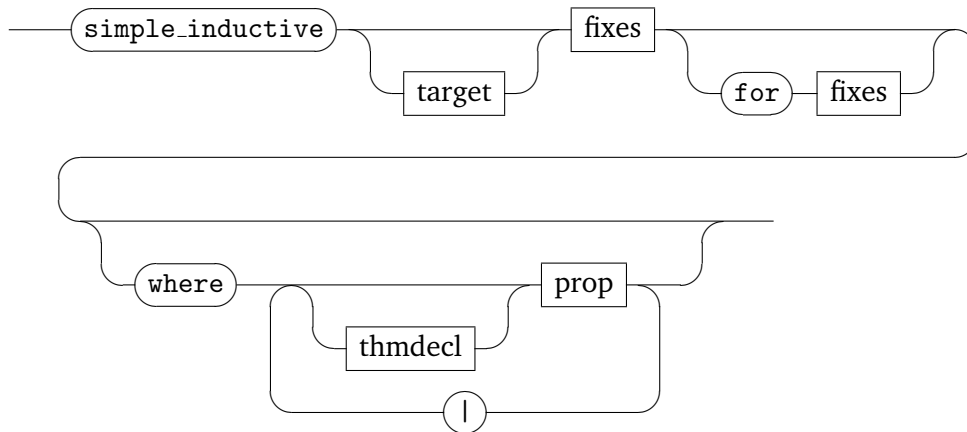 simple_inductive fixes
target for fixes
where prop
thmdecl
|